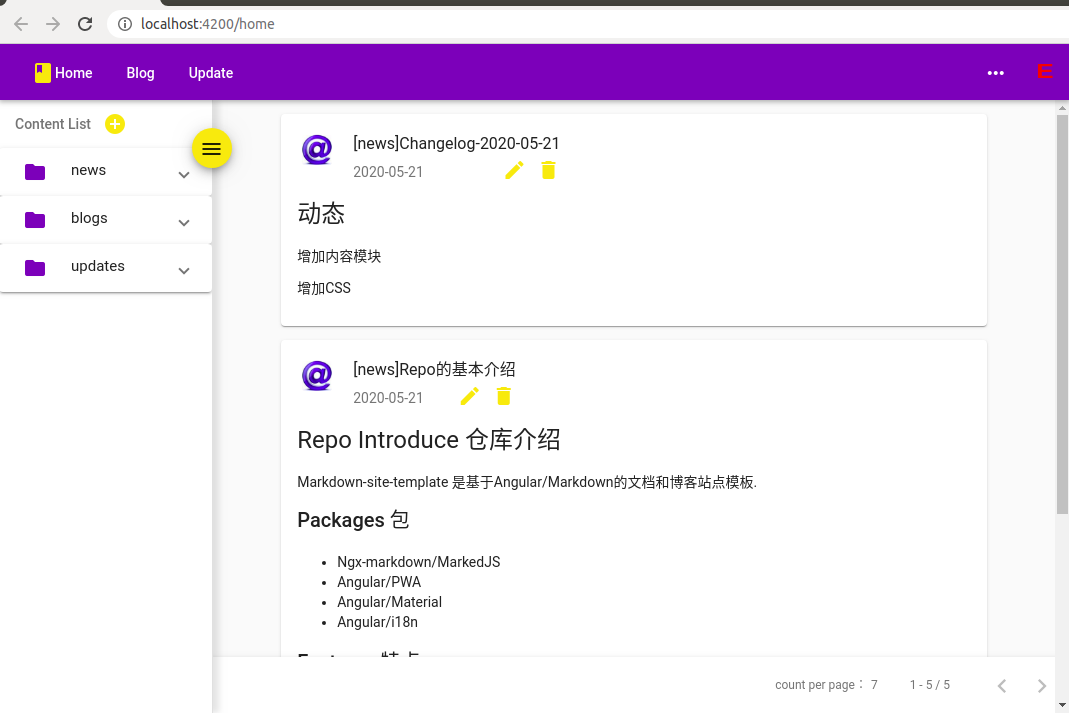 localhost:4200/home
Home Blog Update E
Content List
news
blogs
updates
@ [news]Changelog-2020-05-21
2020-05-21
动态
增加内容模块
增加CSS
@ [news]Repo的基本介绍
2020-05-21
Repo Introduce 仓库介绍
Markdown-site-template 是基于Angular/Markdown的文档和博客站点模板.
Packages 包
• Ngx-markdown/MarkedJS
• Angular/PWA
• Angular/Material
• Angular/i18n
count per page： 7 1 - 5 / 5